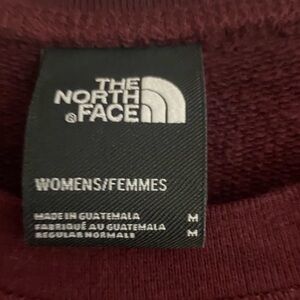 THE
NORTH
® FACE
WOMENS/FEMMES
MADE IN GUATEMALA M
FABRIQUÉ AU GUATEMALA M
REGULAR NORMALE